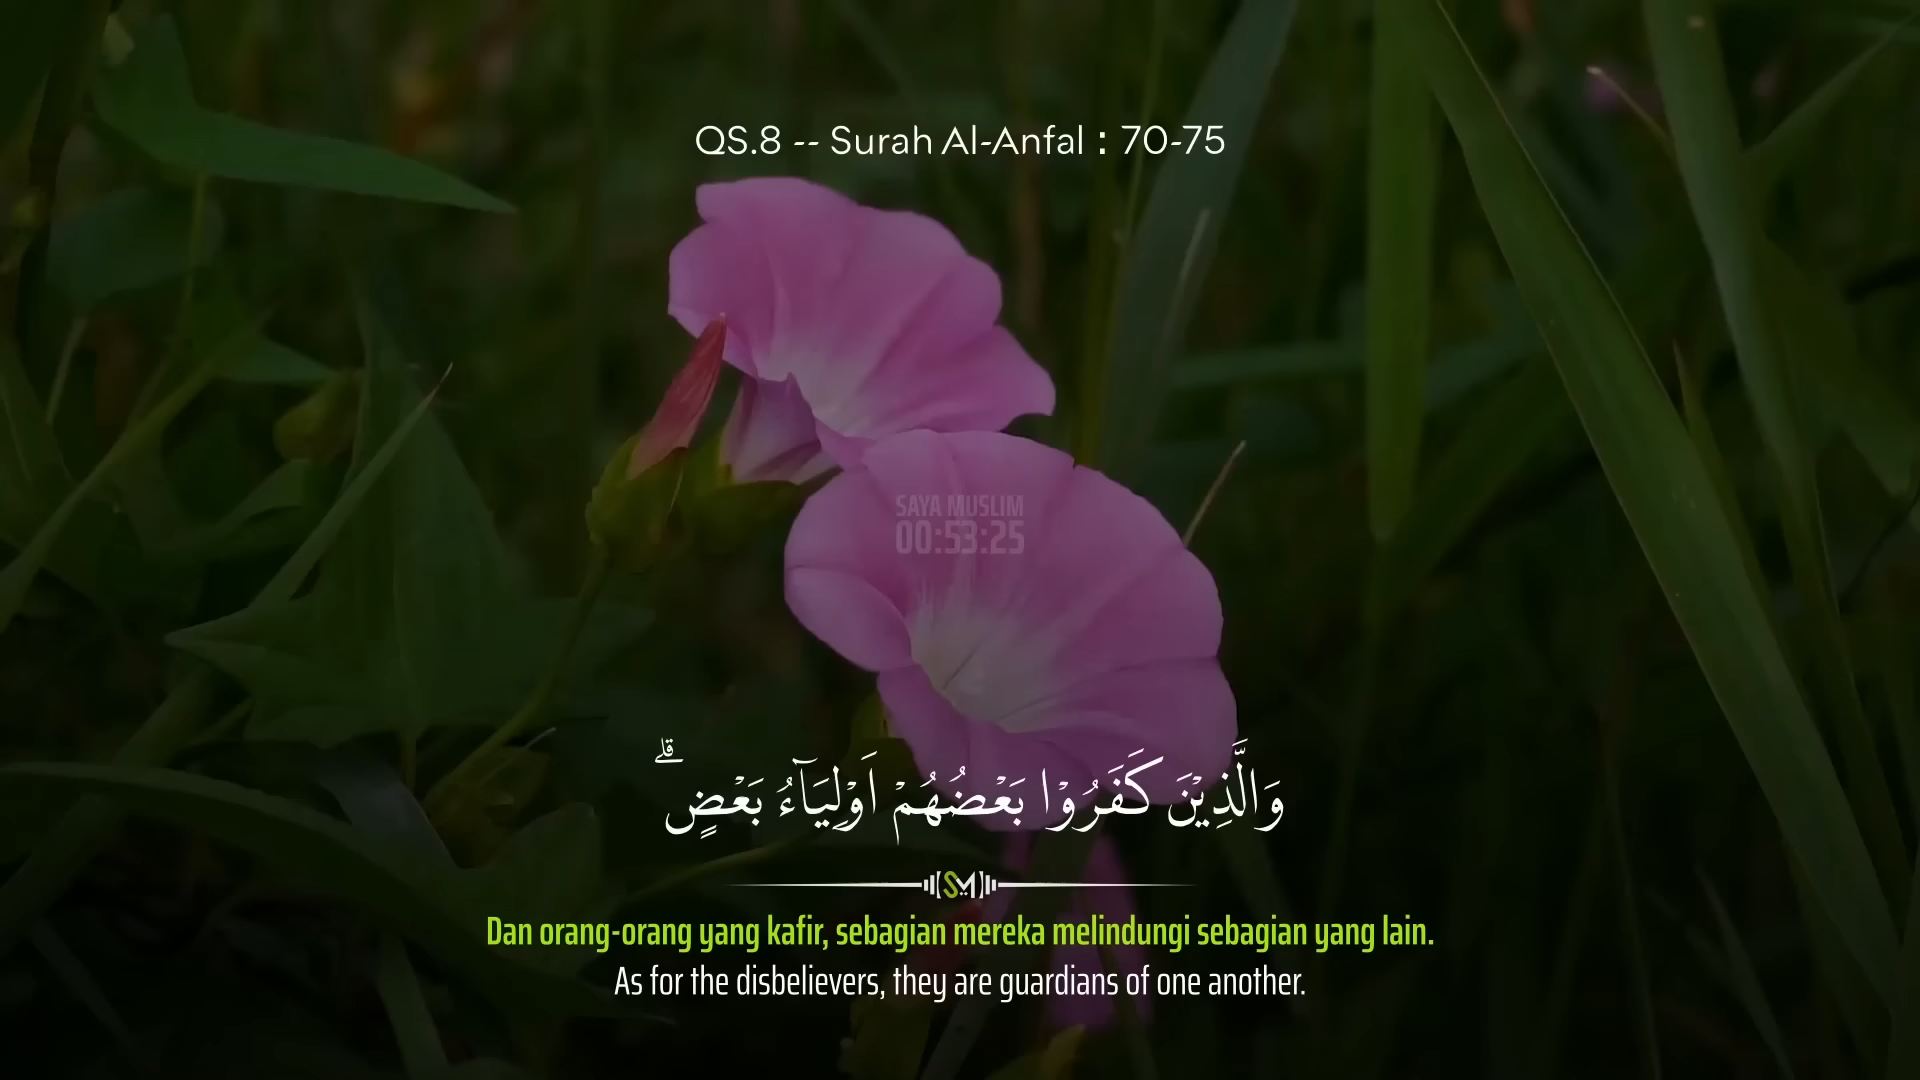 QS.8 -- Surah Al-Anfal : 70-75
SAYA MUSLIM
00:53:25
وَالَّذِيْنَ كَفَرُوْا بَعْضُهُمْ اَوْلِيَاۤءُ بَعْضٍۗ
SM
Dan orang-orang yang kafir, sebagian mereka melindungi sebagian yang lain.
As for the disbelievers, they are guardians of one another.